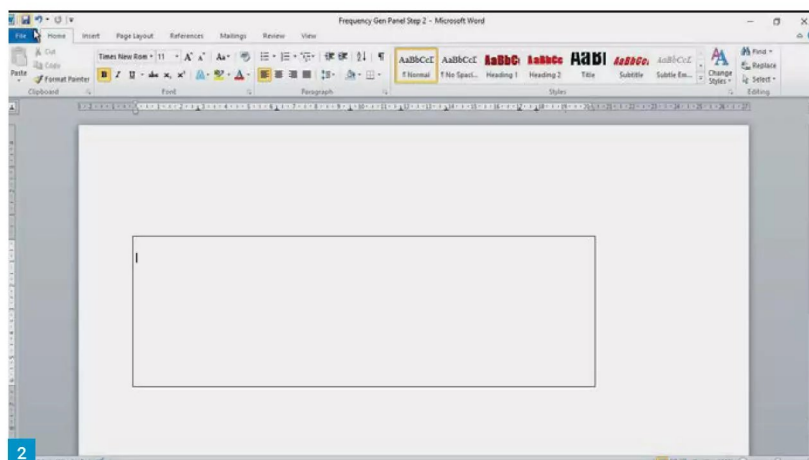 Frequency Gen Panel Step 2 - Microsoft Word
File Home Insert Page Layout References Mailings Review View
Cut
Copy
Paste
Format Painter
Clipboard
Times New Rom 11
Font
Paragraph
AaBbCcI AaBbCcI AaBbC AaBbCc AaBl AaBbCc. AaBbCcI
¶ Normal ¶ No Spaci... Heading 1 Heading 2 Title Subtitle Subtle Em...
Change
Styles
Styles
Find
Replace
Select
Editing
2